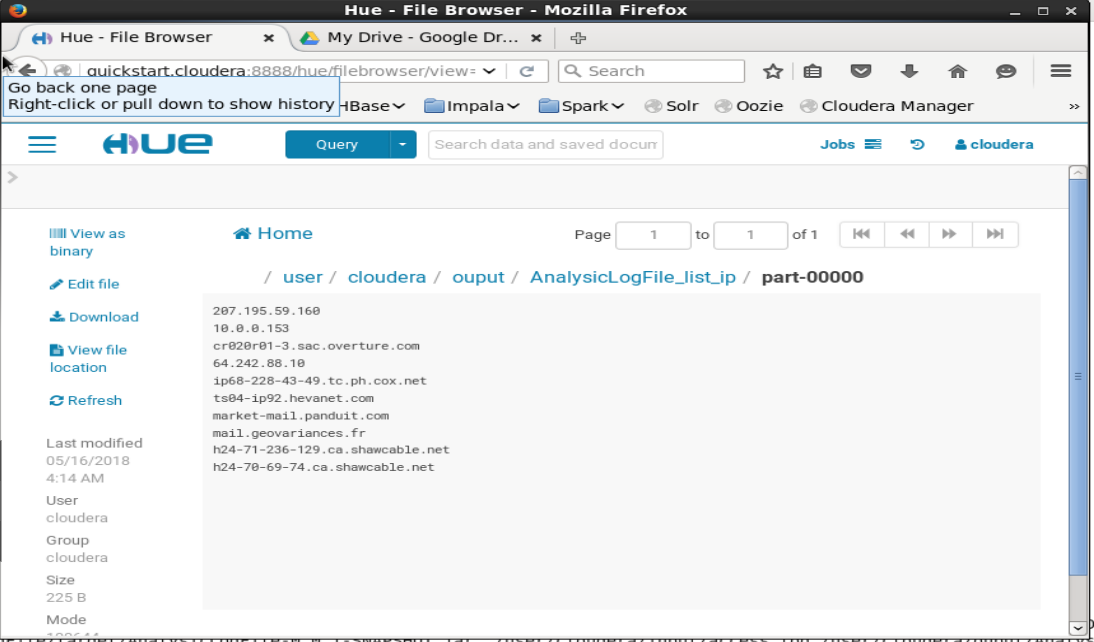 Hue - File Browser - Mozilla Firefox
Hue - File Browser
My Drive - Google Dr...
quickstart.cloudera:8888/hue/filebrowser/view=
Search
Go back one page
Right-click or pull down to show history
HBase
Impala
Spark
Solr
Oozie
Cloudera Manager
»
HUE
Query
Search data and saved docum
Jobs
cloudera
View as
binary
Edit file
Download
View file
location
Refresh
Last modified
05/16/2018
4:14 AM
User
cloudera
Group
cloudera
Size
225 B
Mode
Home
Page 1 to 1 of 1
/ user / cloudera / ouput / AnalysicLogFile_list_ip / part-00000
207.195.59.160
10.0.0.153
cr020r01-3.sac.overture.com
64.242.88.10
ip68-228-43-49.tc.ph.cox.net
ts04-ip92.hevanet.com
market-mail.panduit.com
mail.geovariances.fr
h24-71-236-129.ca.shawcable.net
h24-70-69-74.ca.shawcable.net